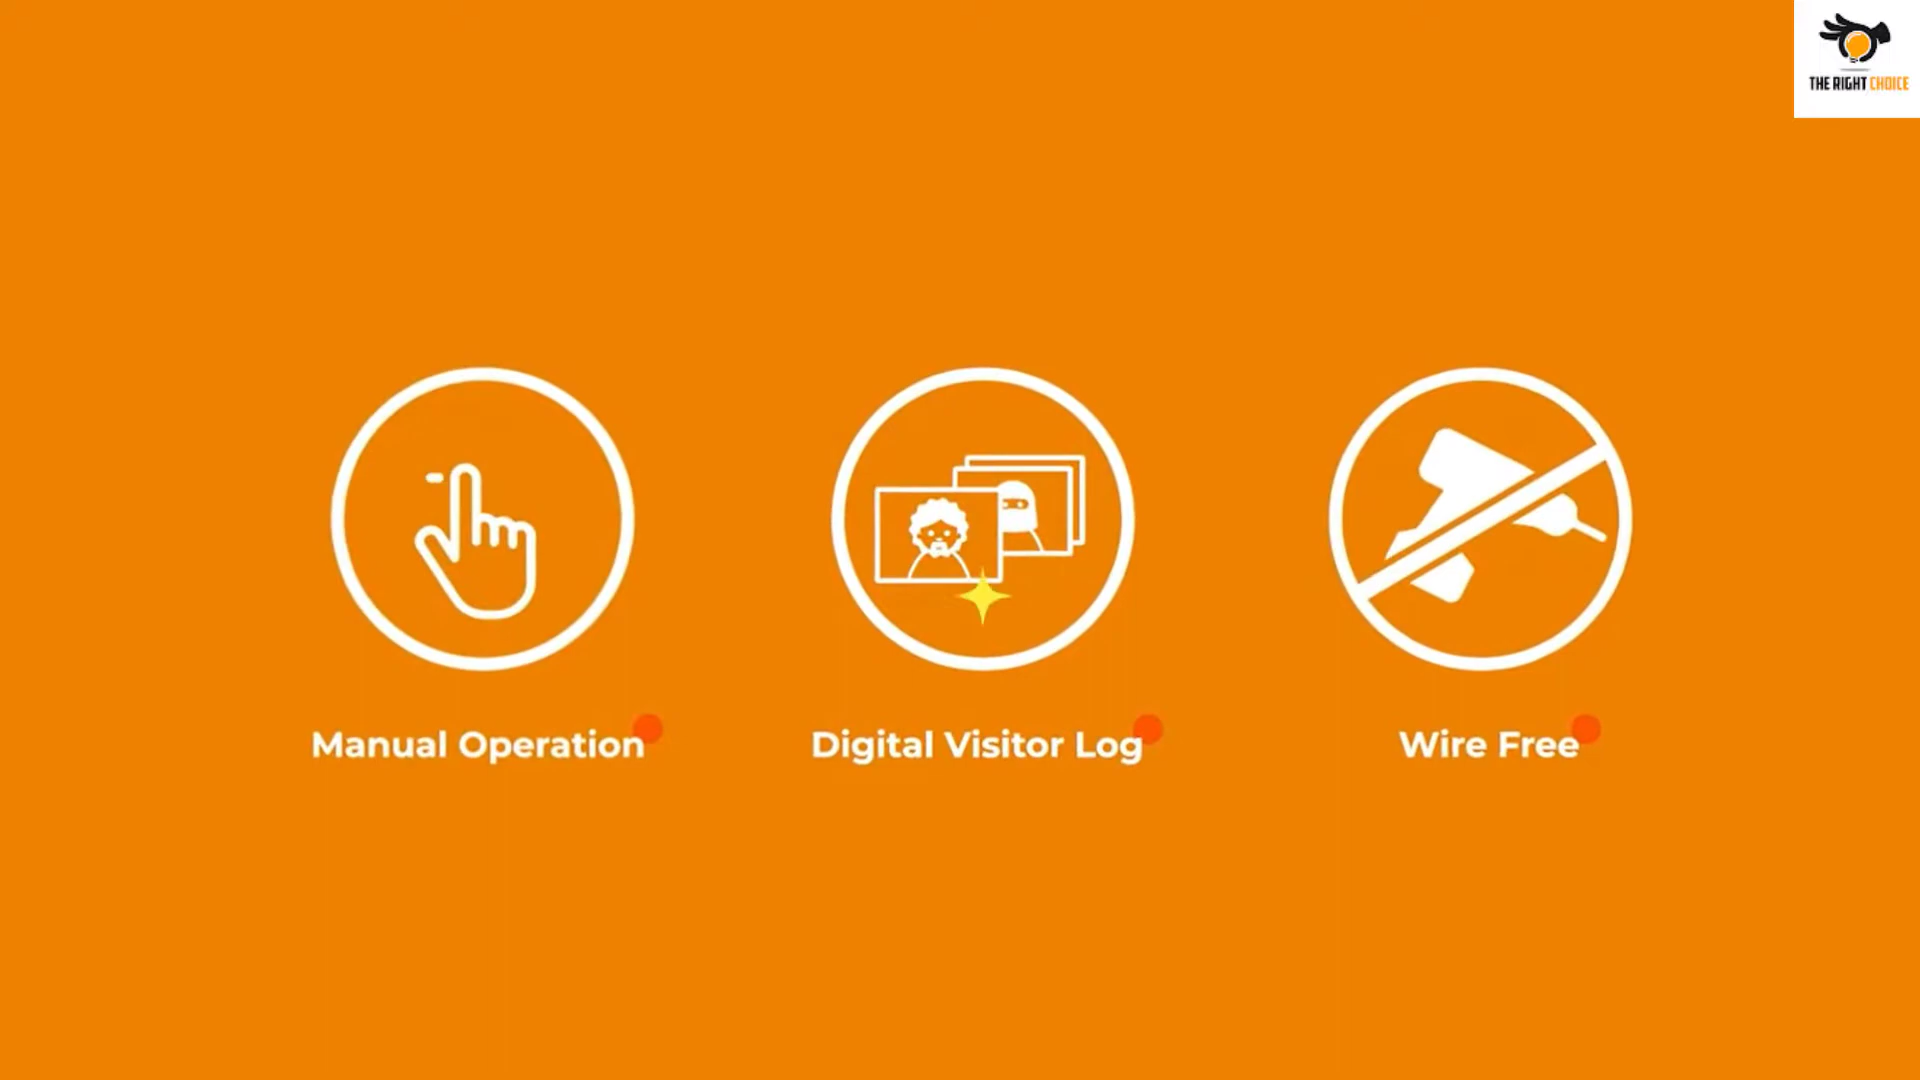 THE RIGHT CHOICE
Manual Operation
Digital Visitor Log
Wire Free